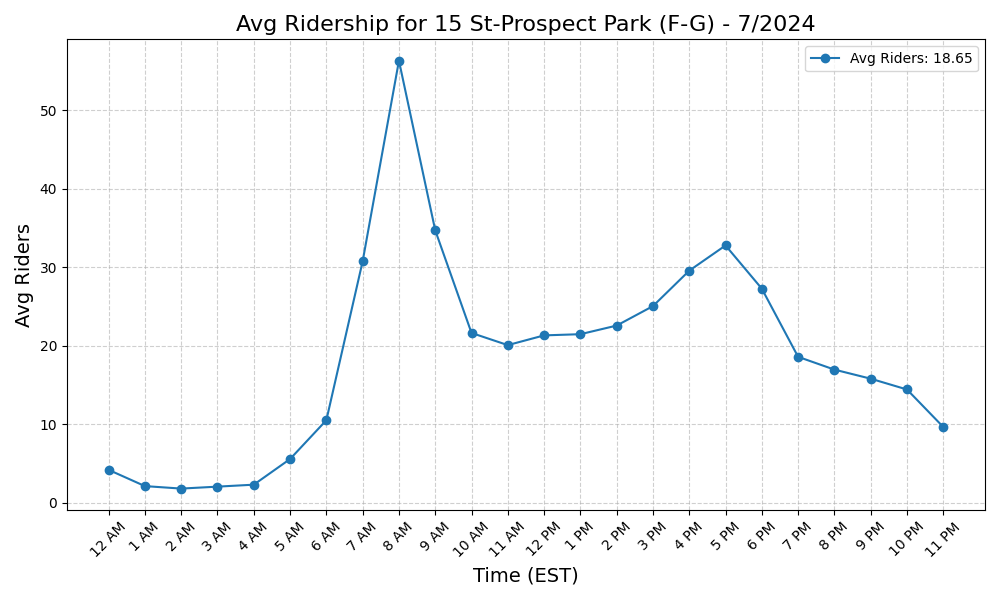 Avg Ridership for 15 St-Prospect Park (F-G) - 7/2024
Avg Riders: 18.65
Avg Riders
50
40
30
20
10
0
12 AM
1 AM
2 AM
3 AM
4 AM
5 AM
6 AM
7 AM
8 AM
9 AM
10 AM
11 AM
12 PM
1 PM
2 PM
3 PM
4 PM
5 PM
6 PM
7 PM
8 PM
9 PM
10 PM
11 PM
Time (EST)